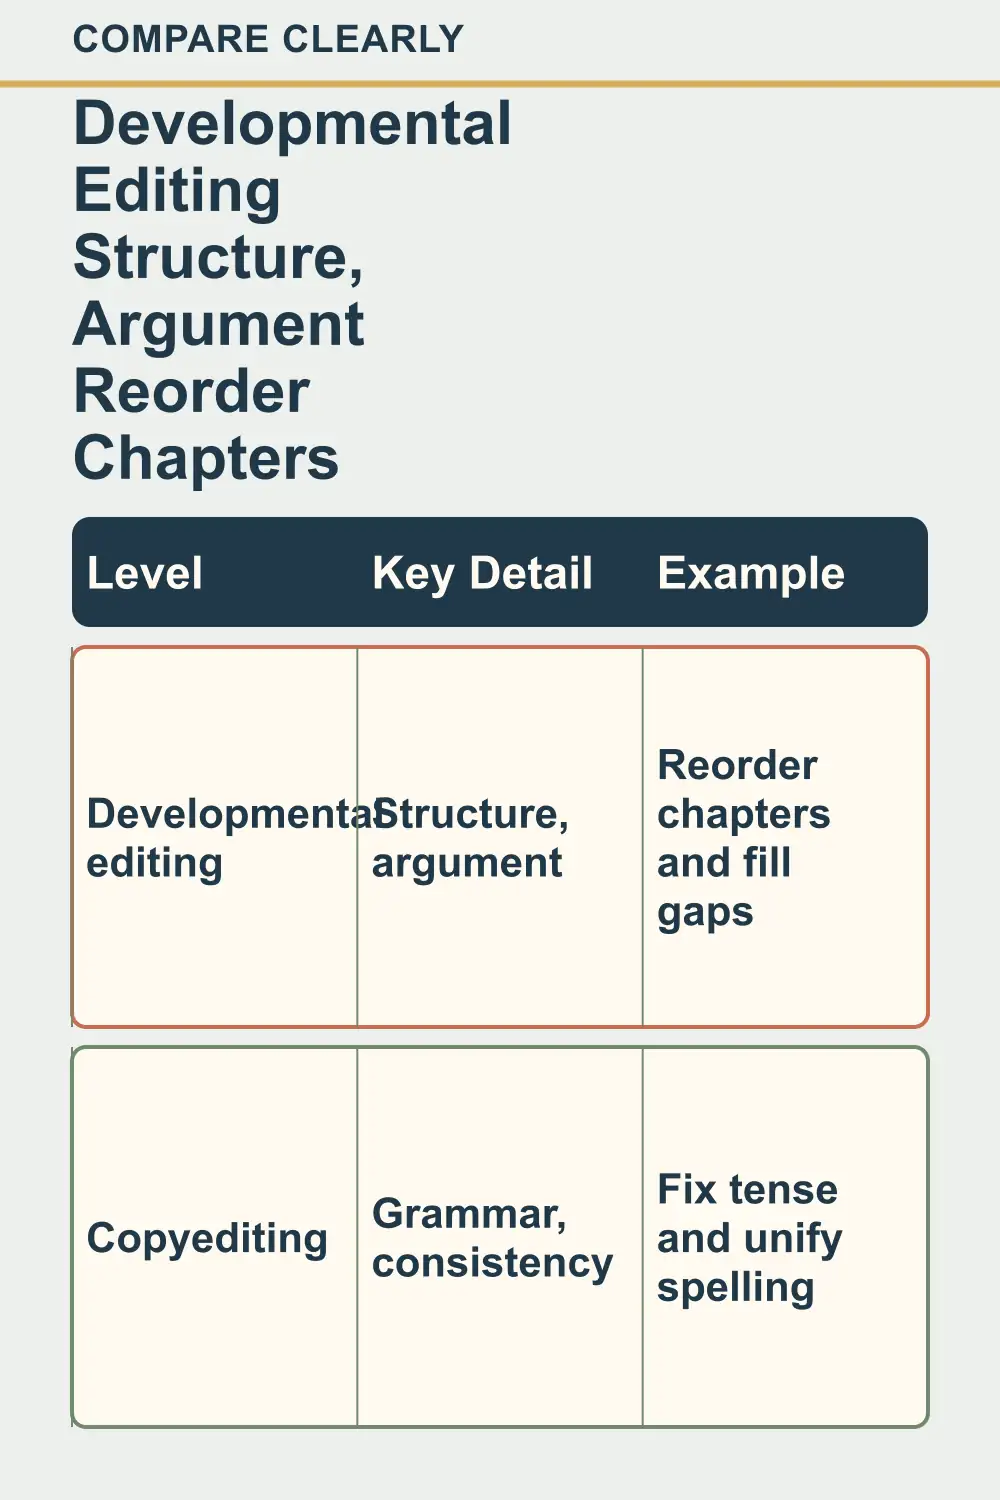 COMPARE CLEARLY
Developmental
Editing
Structure,
Argument
Reorder
Chapters
Level Key Detail Example
Developmental
editing
Structure,
argument
Reorder
chapters
and fill
gaps
Copyediting
Grammar,
consistency
Fix tense
and unify
spelling